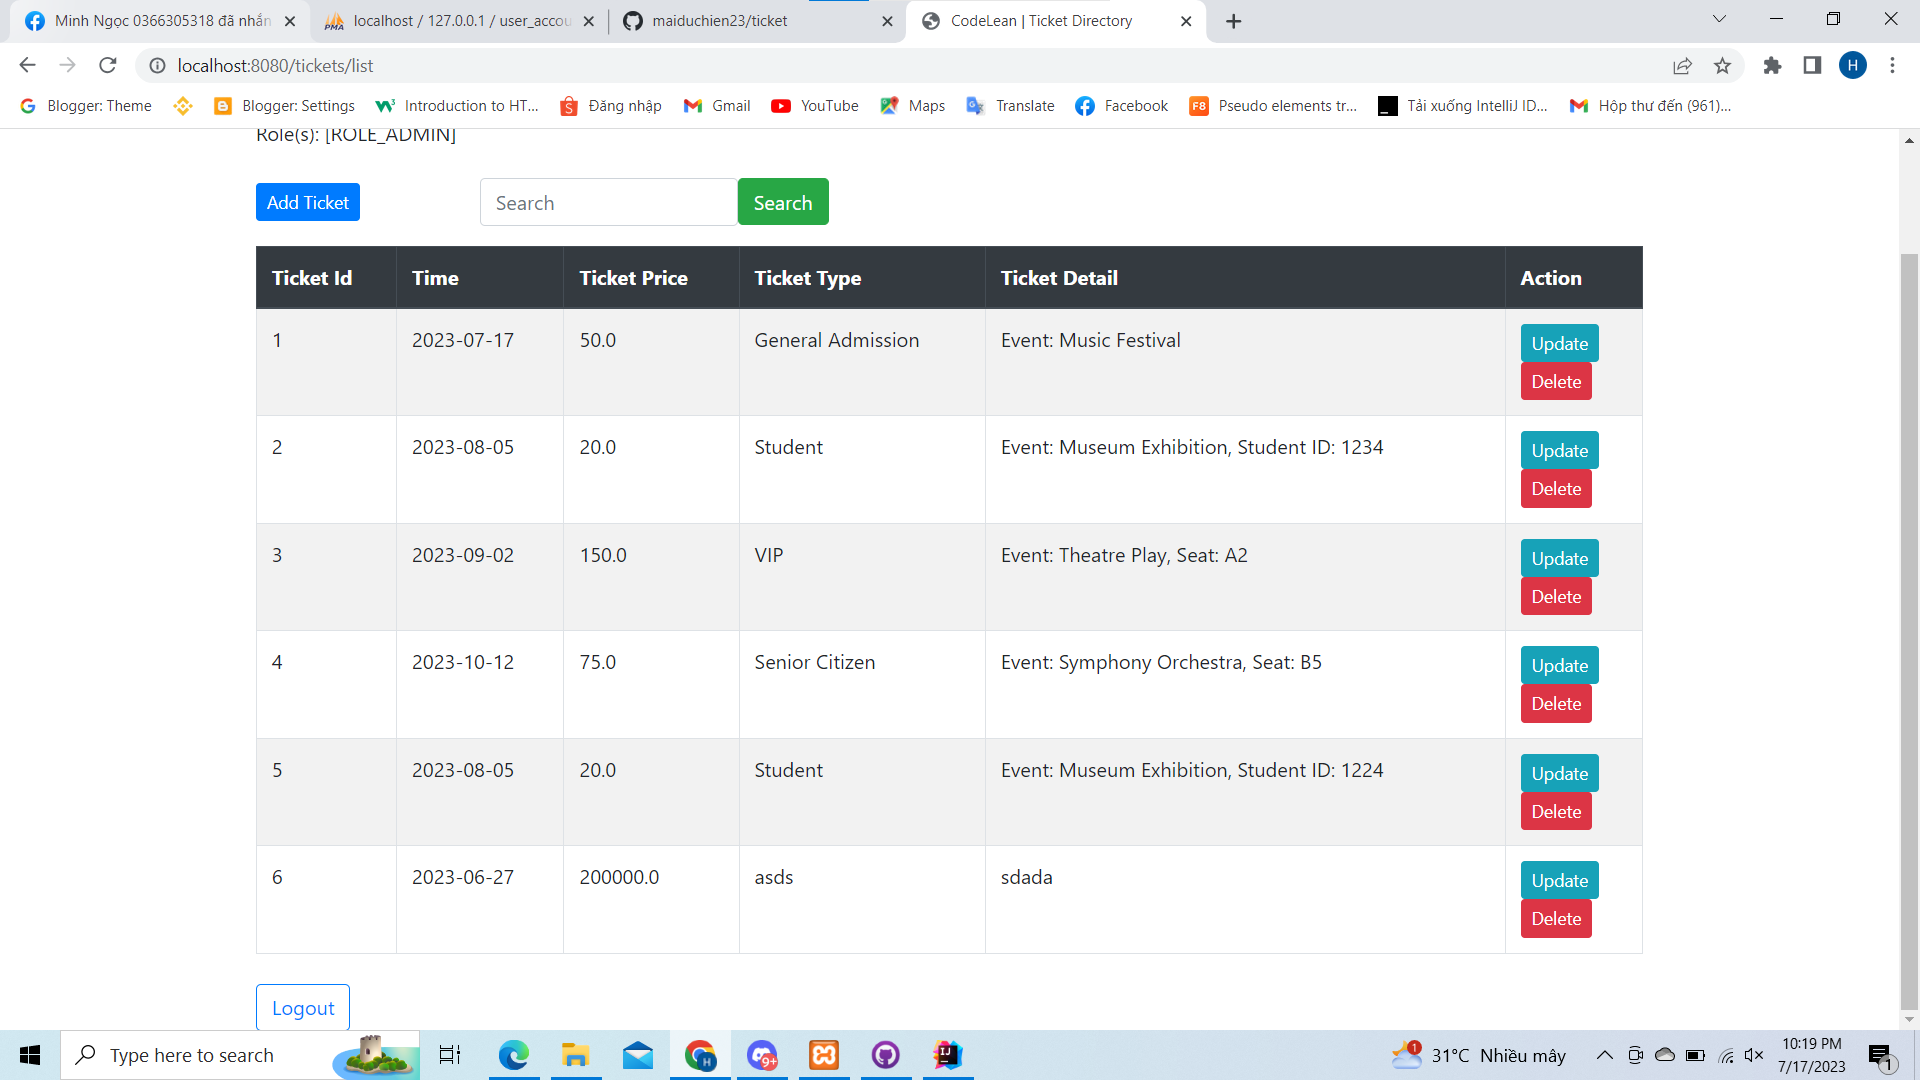 Minh Ngọc 0366305318 đã nhắn
localhost / 127.0.0.1 / user_accou
maiduchien23/ticket
CodeLean | Ticket Directory
localhost:8080/tickets/list
H
Blogger: Theme
Blogger: Settings
Introduction to HT...
Đăng nhập
Gmail
YouTube
Maps
Translate
Facebook
F8 Pseudo elements tr...
Tải xuống IntelliJ ID...
Hộp thư đến (961)...
Role(s): [ROLE_ADMIN]
Add Ticket
Search
Search
Ticket Id Time Ticket Price Ticket Type Ticket Detail Action
1 2023-07-17 50.0 General Admission Event: Music Festival Update
Delete
2 2023-08-05 20.0 Student Event: Museum Exhibition, Student ID: 1234 Update
Delete
3 2023-09-02 150.0 VIP Event: Theatre Play, Seat: A2 Update
Delete
4 2023-10-12 75.0 Senior Citizen Event: Symphony Orchestra, Seat: B5 Update
Delete
5 2023-08-05 20.0 Student Event: Museum Exhibition, Student ID: 1224 Update
Delete
6 2023-06-27 200000.0 asds sdada Update
Delete
Logout
Type here to search
H
9+
IJ
1
31°C Nhiều mây
10:19 PM
7/17/2023
1